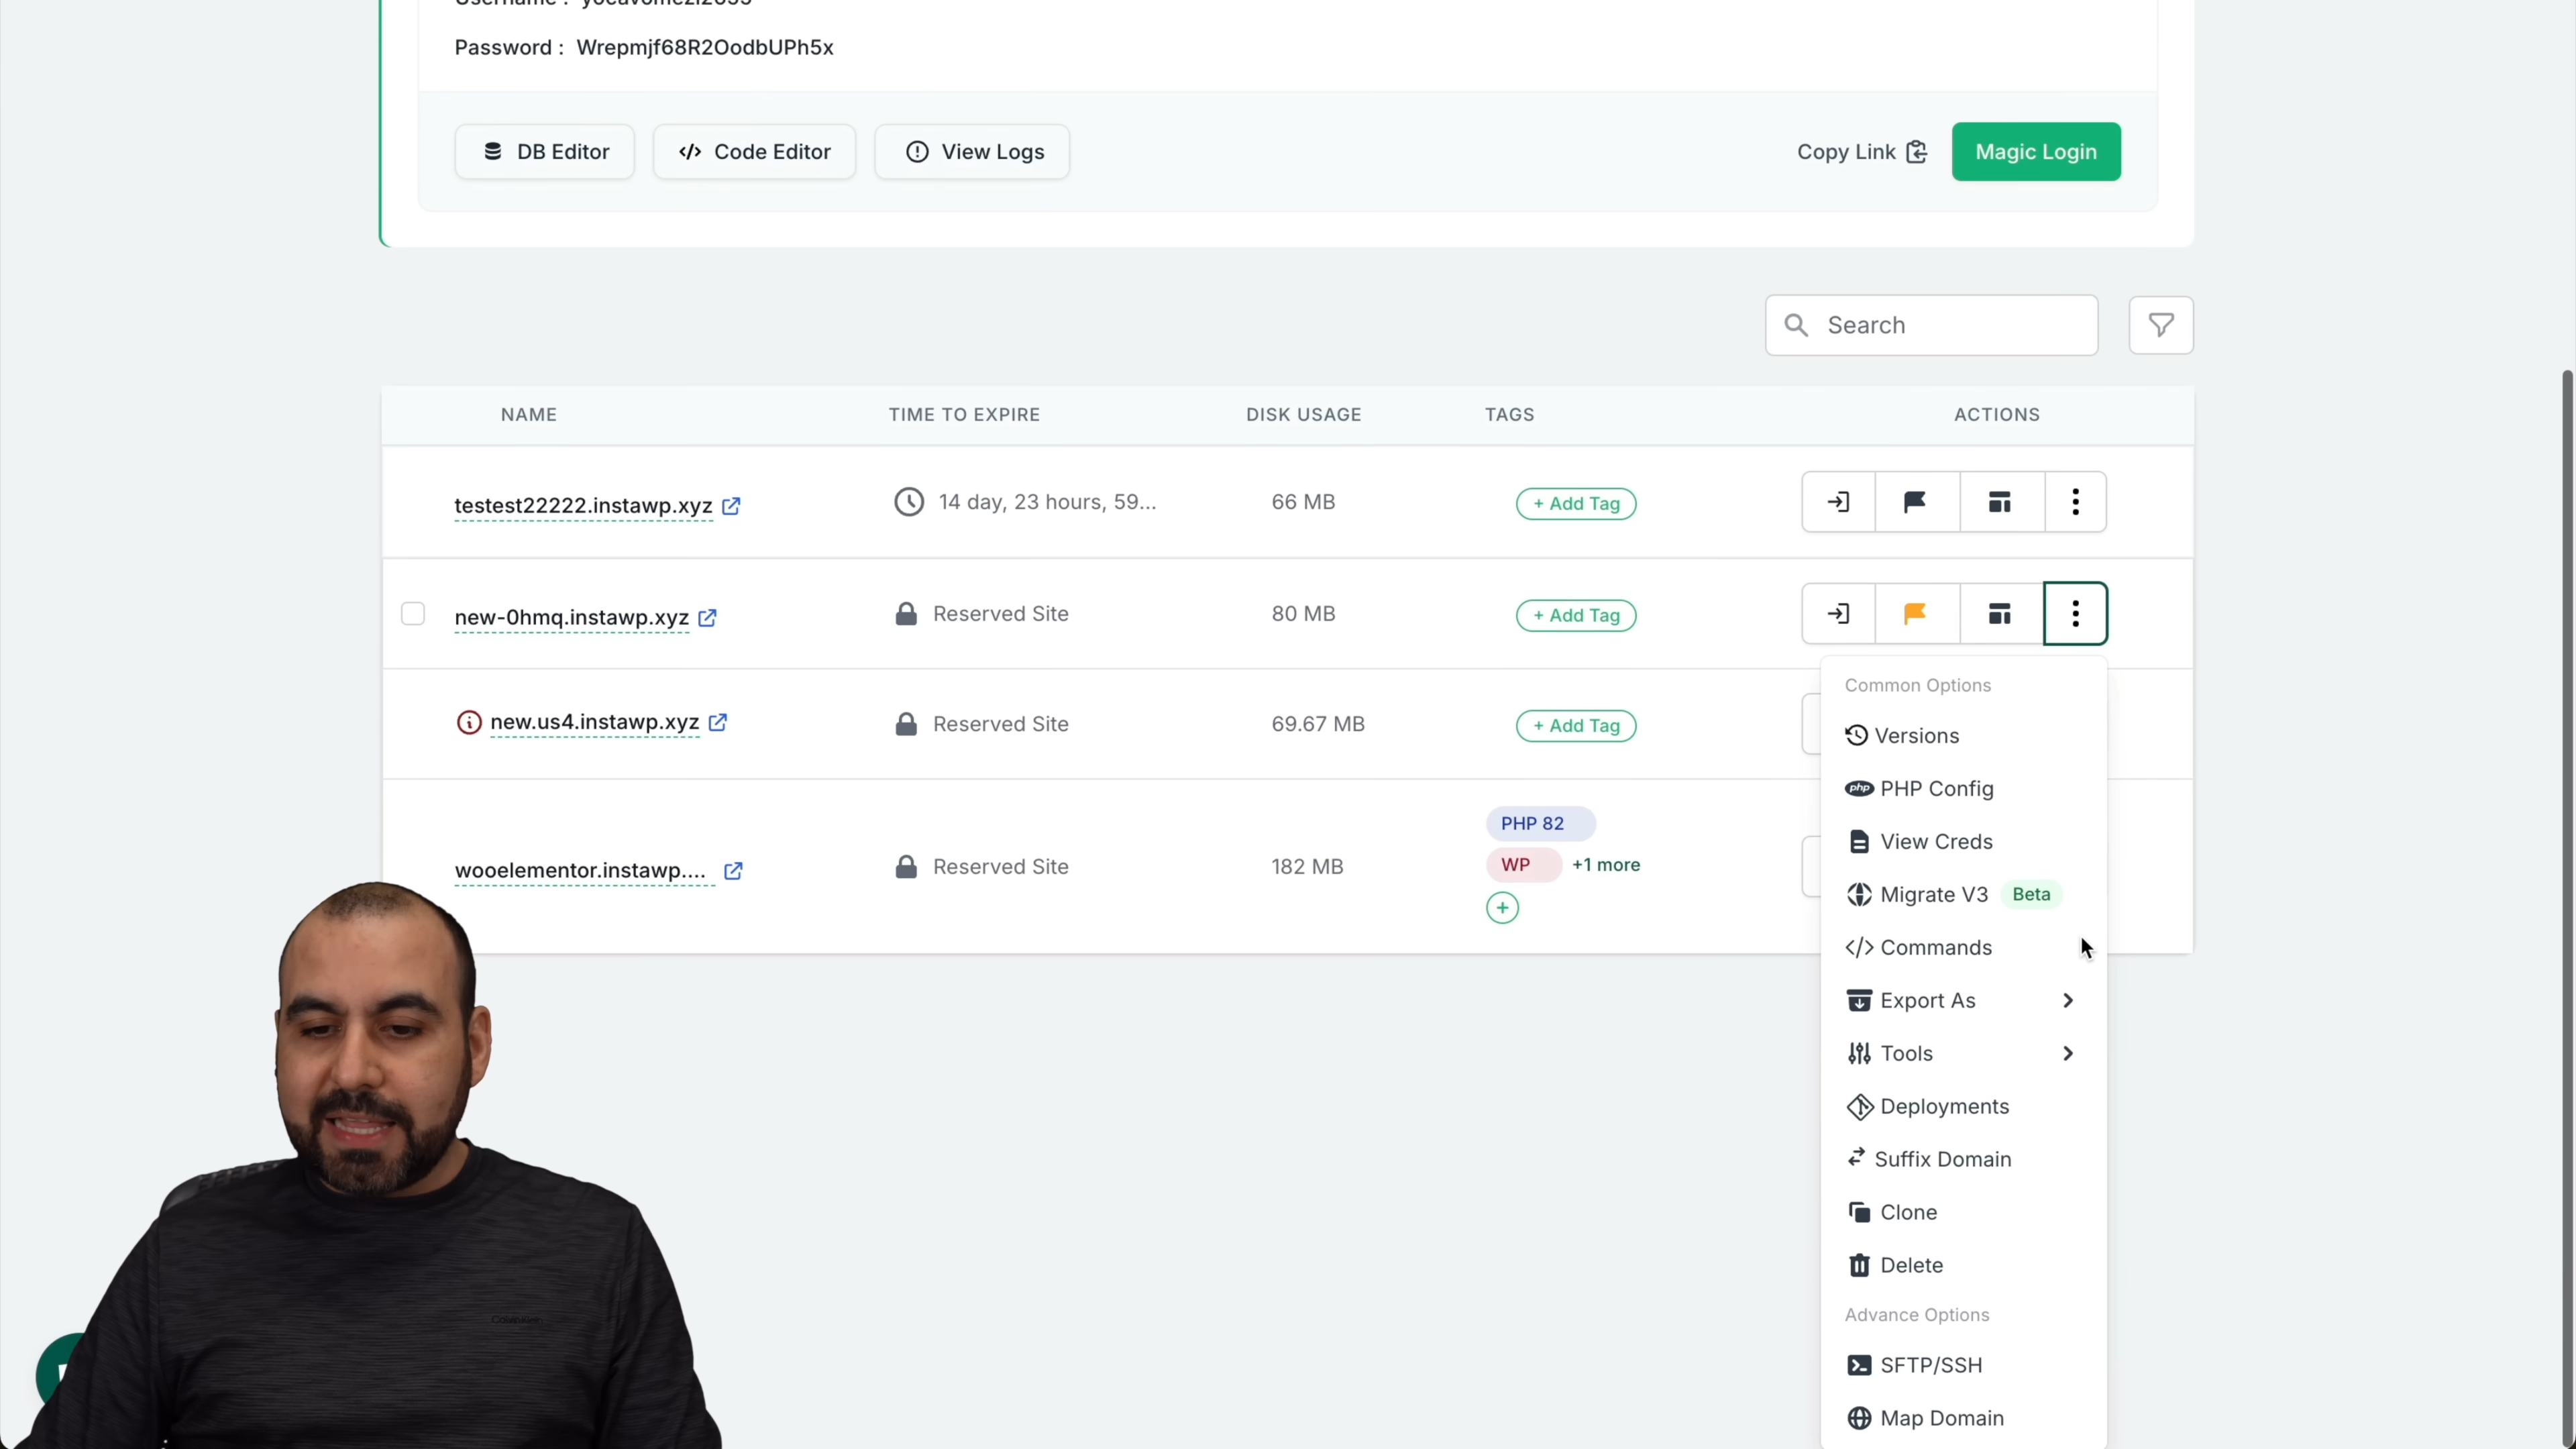 Password : Wrepmjf68R2OodbUPh5x
DB Editor
Code Editor
View Logs
Copy Link
Magic Login
Search
NAME
TIME TO EXPIRE
DISK USAGE
TAGS
ACTIONS
testest22222.instawp.xyz
14 day, 23 hours, 59...
66 MB
+ Add Tag
new-0hmq.instawp.xyz
Reserved Site
80 MB
+ Add Tag
new.us4.instawp.xyz
Reserved Site
69.67 MB
+ Add Tag
wooelementor.instawp....
Reserved Site
182 MB
PHP 82
WP
+1 more
Common Options
Versions
php PHP Config
View Creds
Migrate V3 Beta
Commands
Export As
Tools
Deployments
Suffix Domain
Clone
Delete
Advance Options
SFTP/SSH
Map Domain